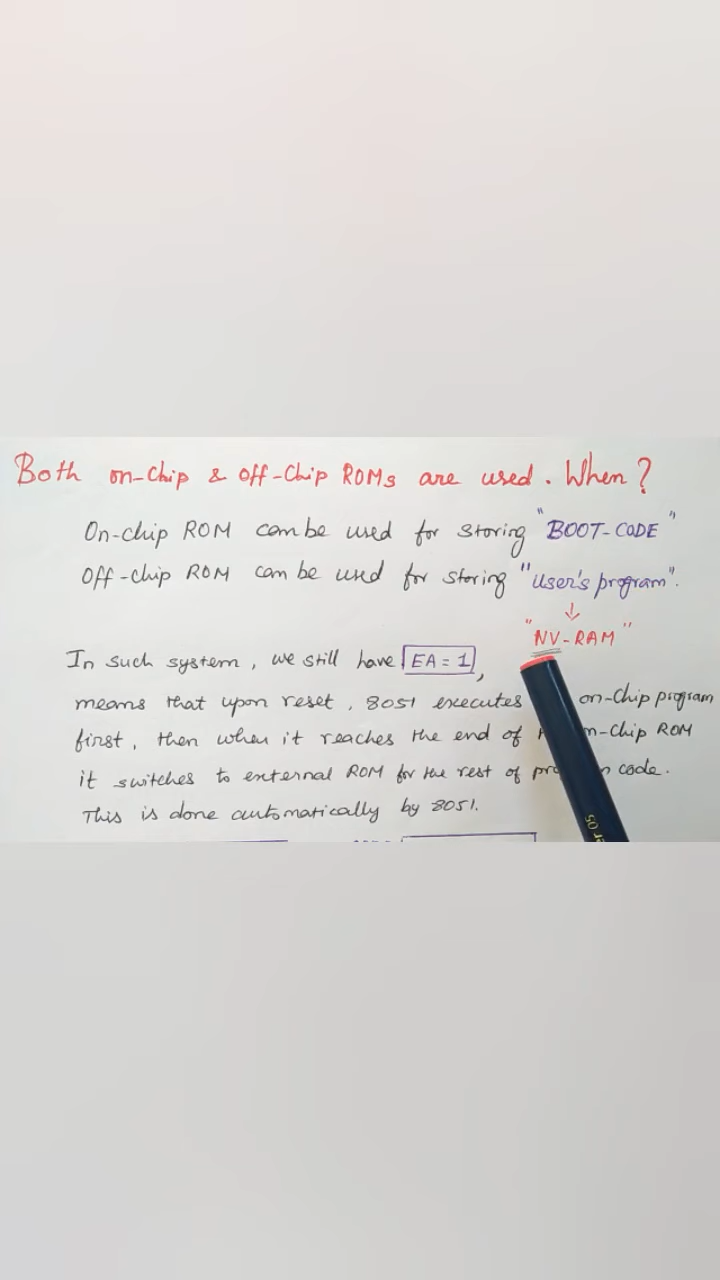 Both on-chip & off-chip ROMs are used. When?
On-chip ROM can be used for storing "BOOT-CODE"
Off-chip ROM can be used for storing "User's program".
↓
"NV-RAM"
In such system, we still have EA = 1,
means that upon reset, 8051 executes on-chip program
first, then when it reaches the end of on-chip ROM
it switches to external ROM for the rest of code.
This is done automatically by 8051.
05